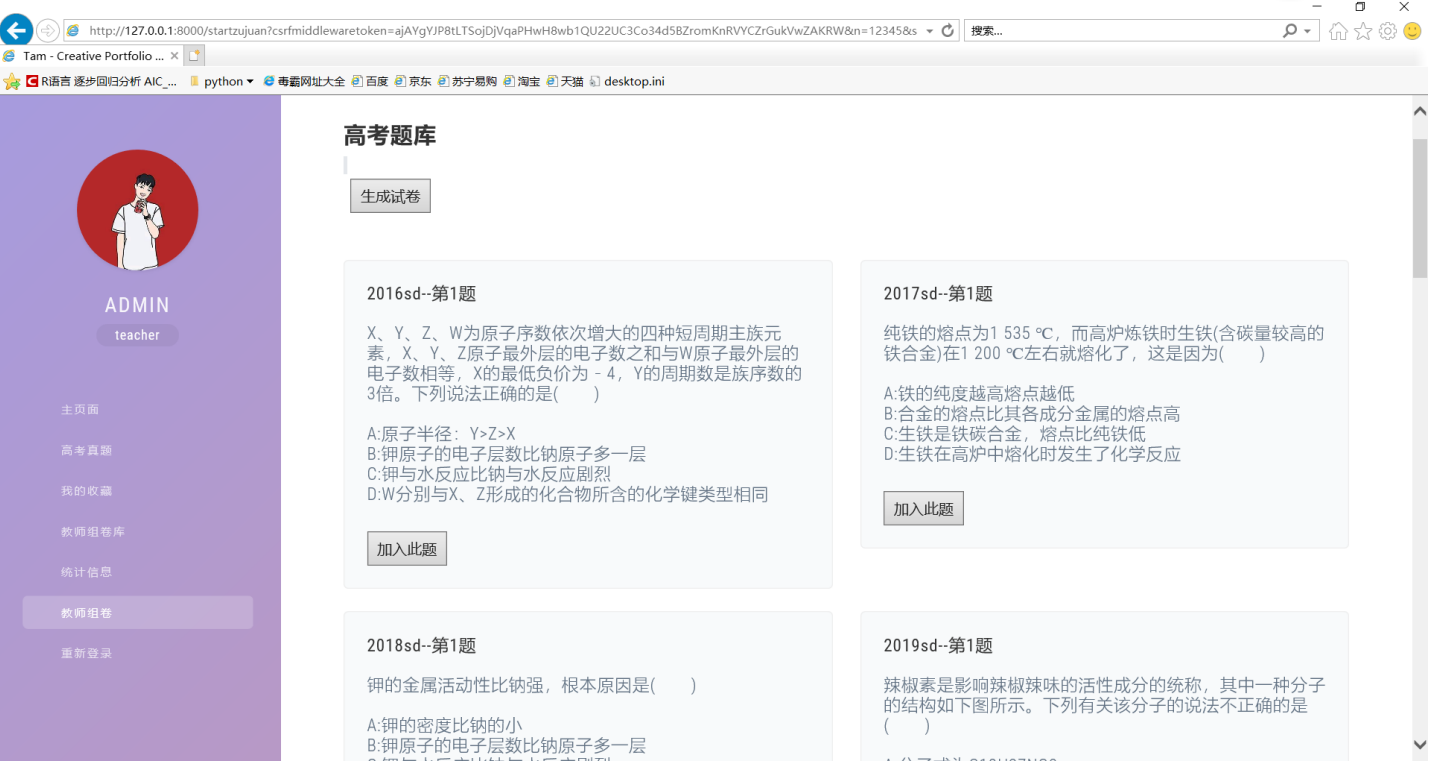 http://127.0.0.1:8000/startzujuan?csrfmiddlewaretoken=ajAYgYJP8tLTSojDjVqaPHwH8wb1QU22UC3Co34d5BZromKnRVYCZrGukVwZAKRW&n=12345&s
搜索...
Tam - Creative Portfolio ...
R语言 逐步回归分析 AIC_...
python
毒霸网址大全
百度
京东
苏宁易购
淘宝
天猫
desktop.ini
ADMIN
teacher
主页面
高考真题
我的收藏
教师组卷库
统计信息
教师组卷
重新登录
高考题库
生成试卷
2016sd--第1题
X、Y、Z、W为原子序数依次增大的四种短周期主族元
素，X、Y、Z原子最外层的电子数之和与W原子最外层的
电子数相等，X的最低负价为﹣4，Y的周期数是族序数的
3倍。下列说法正确的是(　　)
A:原子半径：Y>Z>X
B:钾原子的电子层数比钠原子多一层
C:钾与水反应比钠与水反应剧烈
D:W分别与X、Z形成的化合物所含的化学键类型相同
加入此题
2017sd--第1题
纯铁的熔点为1 535 ℃，而高炉炼铁时生铁(含碳量较高的
铁合金)在1 200 ℃左右就熔化了，这是因为(　　)
A:铁的纯度越高熔点越低
B:合金的熔点比其各成分金属的熔点高
C:生铁是铁碳合金，熔点比纯铁低
D:生铁在高炉中熔化时发生了化学反应
加入此题
2018sd--第1题
钾的金属活动性比钠强，根本原因是(　　)
A:钾的密度比钠的小
B:钾原子的电子层数比钠原子多一层
2019sd--第1题
辣椒素是影响辣椒辣味的活性成分的统称，其中一种分子
的结构如下图所示。下列有关该分子的说法不正确的是
(　　)